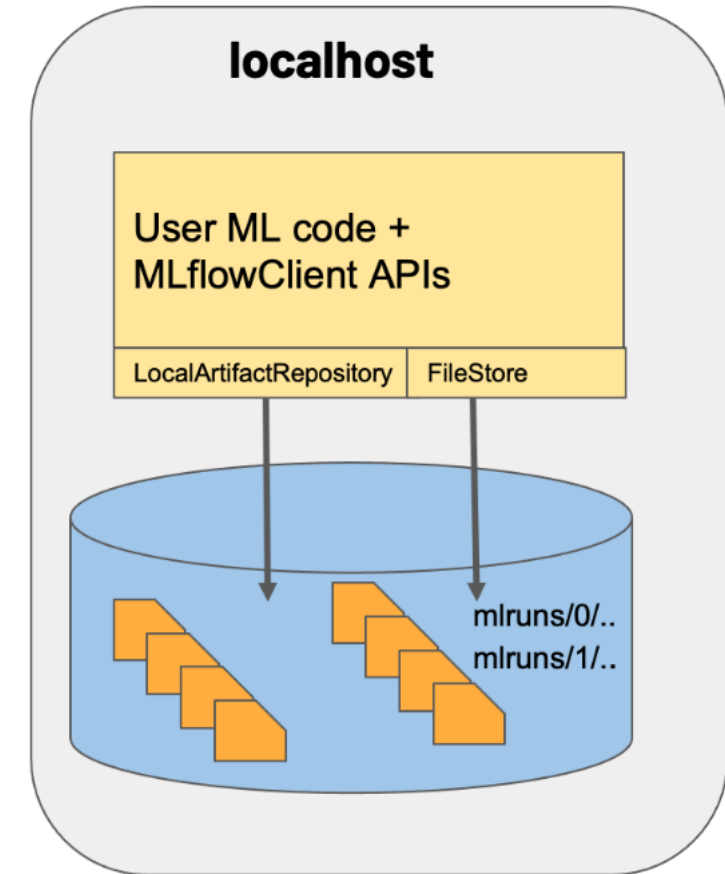 localhost
User ML code +
MLflowClient APIs
LocalArtifactRepository
FileStore
mlruns/0/..
mlruns/1/..